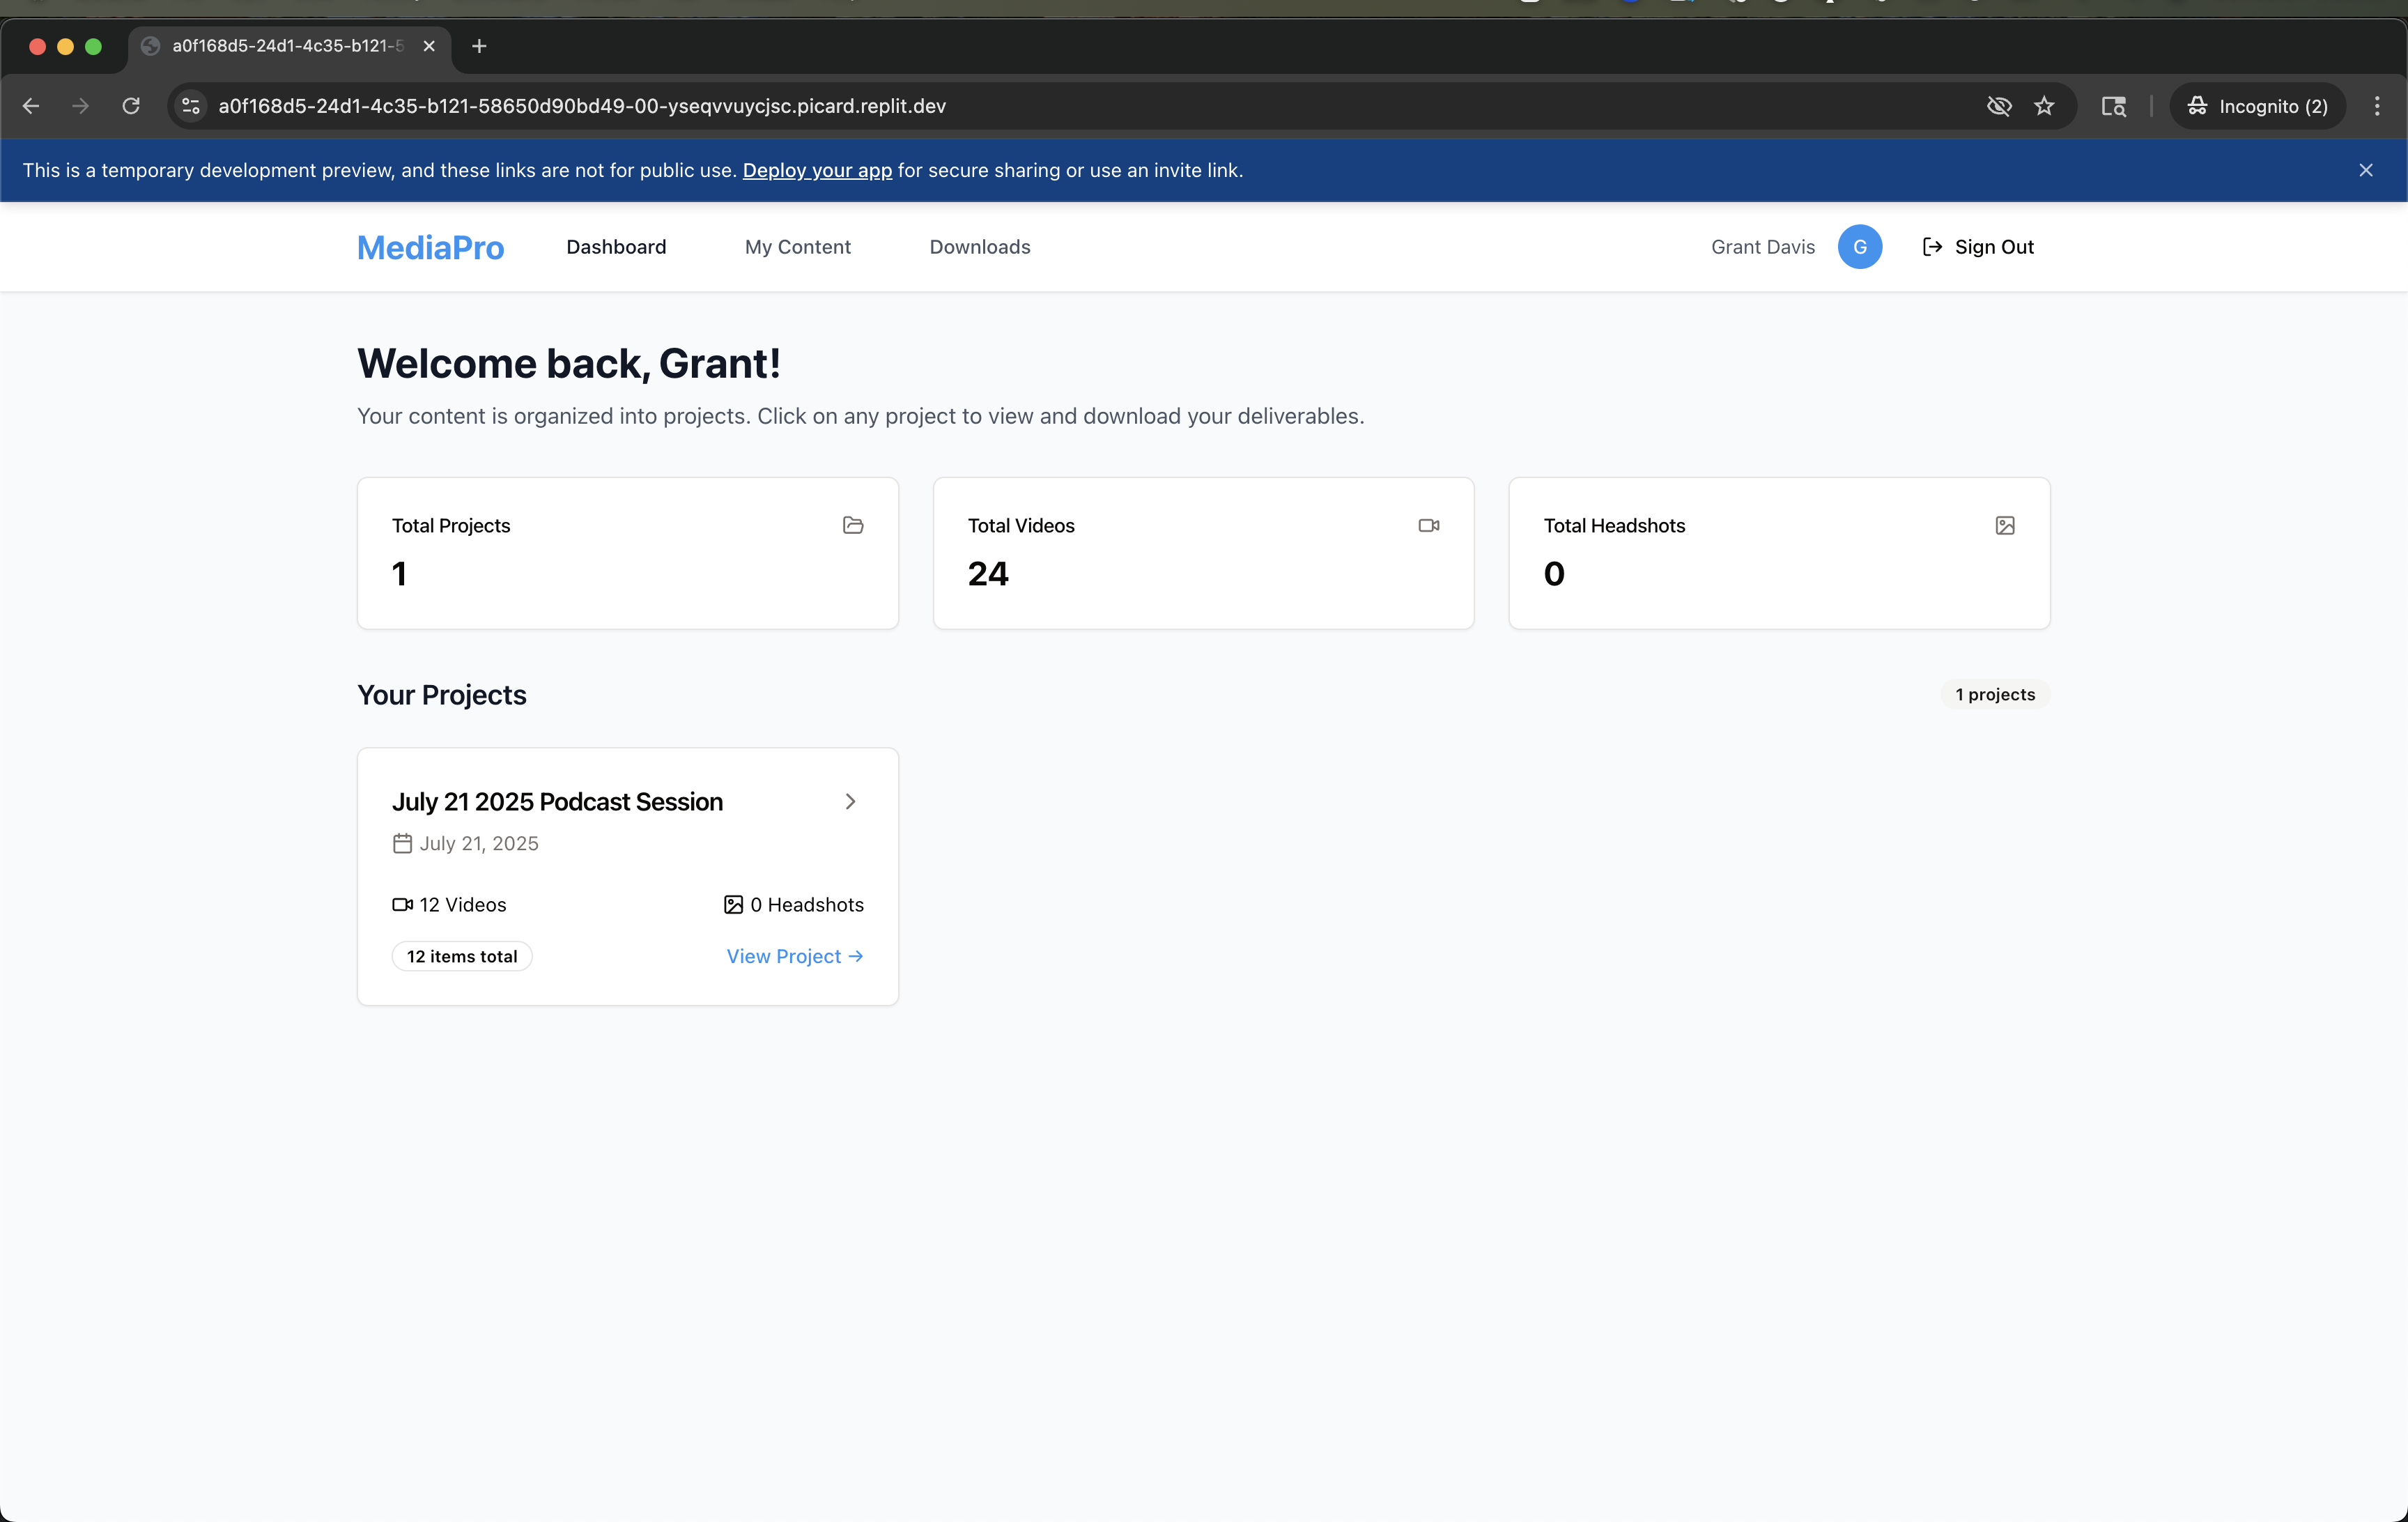 a0f168d5-24d1-4c35-b121-5
a0f168d5-24d1-4c35-b121-58650d90bd49-00-yseqvvuycjsc.picard.replit.dev
Incognito (2)
This is a temporary development preview, and these links are not for public use. Deploy your app for secure sharing or use an invite link.
MediaPro
Dashboard
My Content
Downloads
Grant Davis
G
Sign Out
Welcome back, Grant!
Your content is organized into projects. Click on any project to view and download your deliverables.
Total Projects
1
Total Videos
24
Total Headshots
0
Your Projects
1 projects
July 21 2025 Podcast Session
July 21, 2025
12 Videos
0 Headshots
12 items total
View Project →